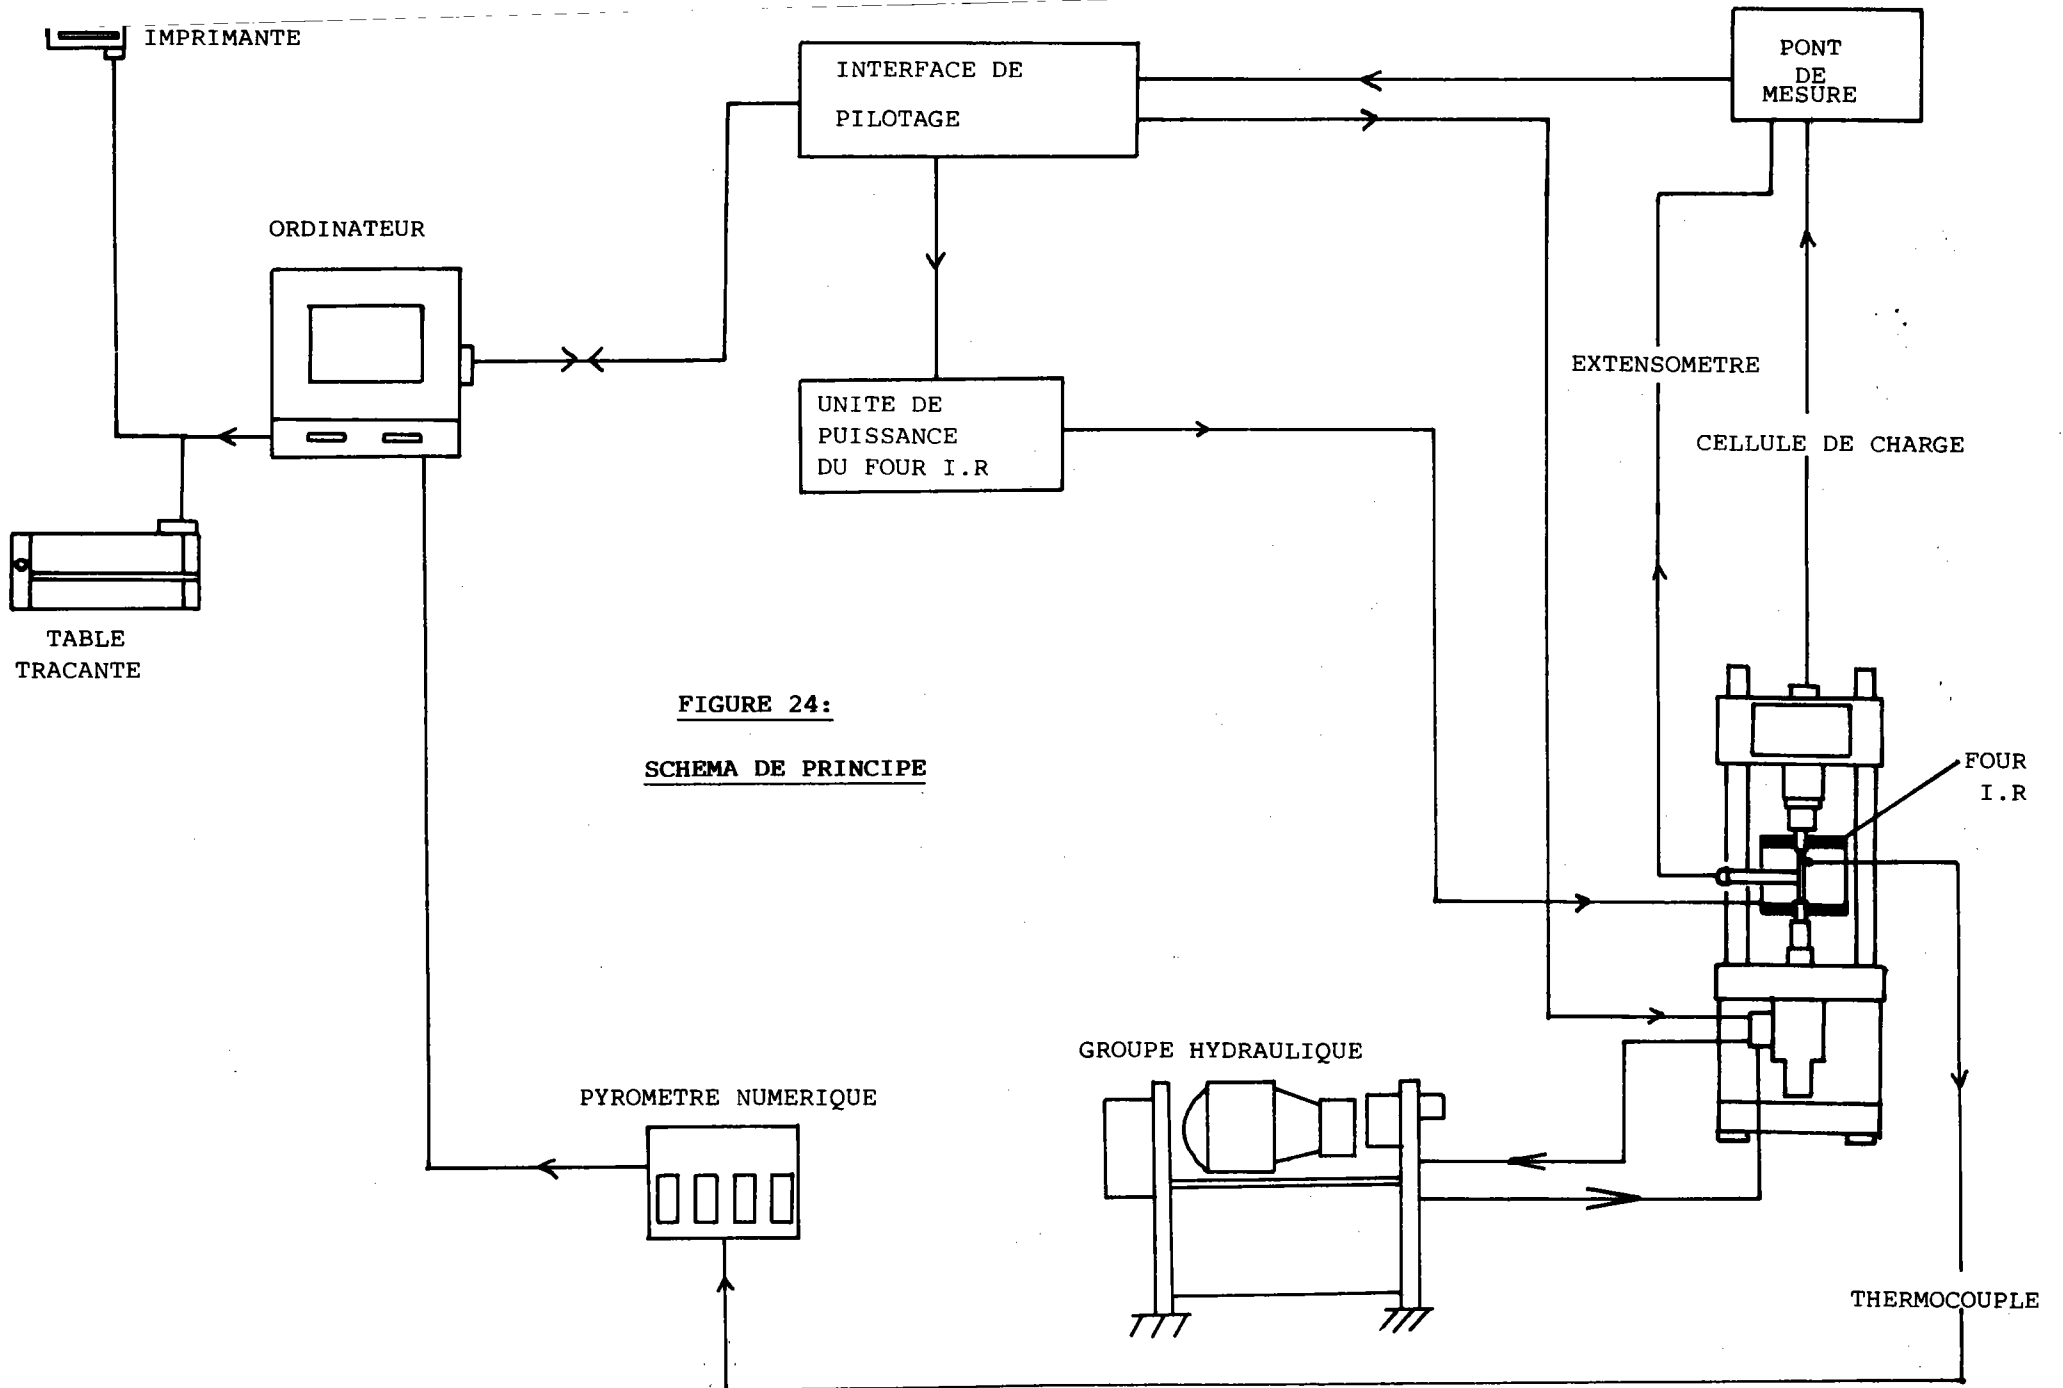 IMPRIMANTE
INTERFACE DE
PILOTAGE
PONT
DE
MESURE
ORDINATEUR
EXTENSOMETRE
UNITE DE
PUISSANCE
DU FOUR I.R
CELLULE DE CHARGE
TABLE
TRACANTE
FIGURE 24:
SCHEMA DE PRINCIPE
FOUR
I.R
GROUPE HYDRAULIQUE
PYROMETRE NUMERIQUE
THERMOCOUPLE